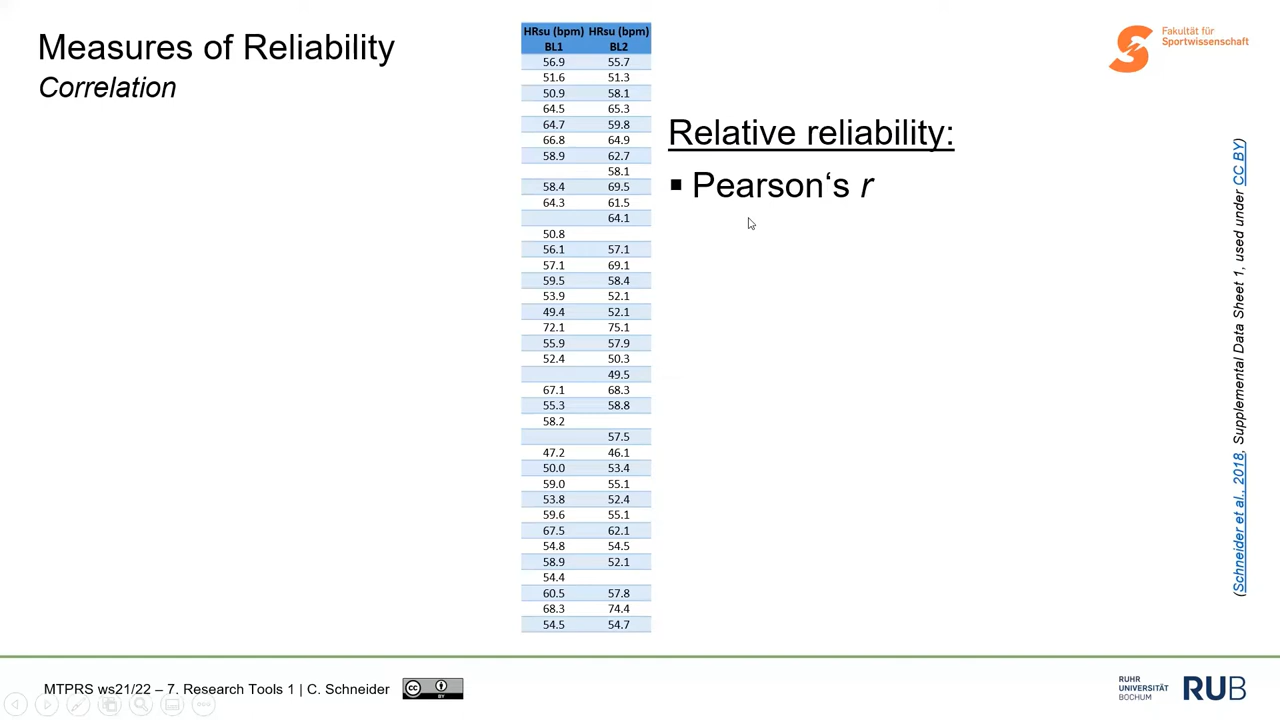 Measures of Reliability
Correlation
HRsu (bpm) HRsu (bpm)
BL1 BL2
56.9 55.7
51.6 51.3
50.9 58.1
64.5 65.3
64.7 59.8
66.8 64.9
58.9 62.7
58.1
58.4 69.5
64.3 61.5
64.1
50.8
56.1 57.1
57.1 69.1
59.5 58.4
53.9 52.1
49.4 52.1
72.1 75.1
55.9 57.9
52.4 50.3
49.5
67.1 68.3
55.3 58.8
58.2
57.5
47.2 46.1
50.0 53.4
59.0 55.1
53.8 52.4
59.6 55.1
67.5 62.1
54.8 54.5
58.9 52.1
54.4
60.5 57.8
68.3 74.4
54.5 54.7
Relative reliability:
▪ Pearson‘s r
Fakultät für
Sportwissenschaft
(Schneider et al., 2018, Supplemental Data Sheet 1, used under CC BY)
MTPRS ws21/22 – 7. Research Tools 1 | C. Schneider
cc BY
RUHR
UNIVERSITÄT
BOCHUM
RUB